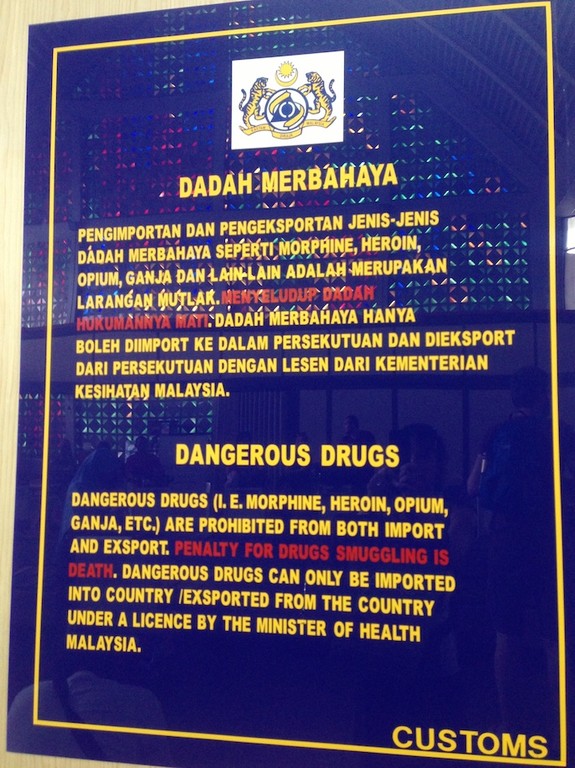 DADAH MERBAHAYA
PENGIMPORTAN DAN PENGEKSPORTAN JENIS-JENIS
DADAH MERBAHAYA SEPERTI MORPHINE, HEROIN,
OPIUM, GANJA DAN LAIN-LAIN ADALAH MERUPAKAN
LARANGAN MUTLAK. MENYELUDUP DADAH
HUKUMANNYA MATI. DADAH MERBAHAYA HANYA
BOLEH DIIMPORT KE DALAM PERSEKUTUAN DAN DIEKSPORT
DARI PERSEKUTUAN DENGAN LESEN DARI KEMENTERIAN
KESIHATAN MALAYSIA.
DANGEROUS DRUGS
DANGEROUS DRUGS (I. E. MORPHINE, HEROIN, OPIUM,
GANJA, ETC.) ARE PROHIBITED FROM BOTH IMPORT
AND EXSPORT. PENALTY FOR DRUGS SMUGGLING IS
DEATH. DANGEROUS DRUGS CAN ONLY BE IMPORTED
INTO COUNTRY /EXSPORTED FROM THE COUNTRY
UNDER A LICENCE BY THE MINISTER OF HEALTH
MALAYSIA.
CUSTOMS